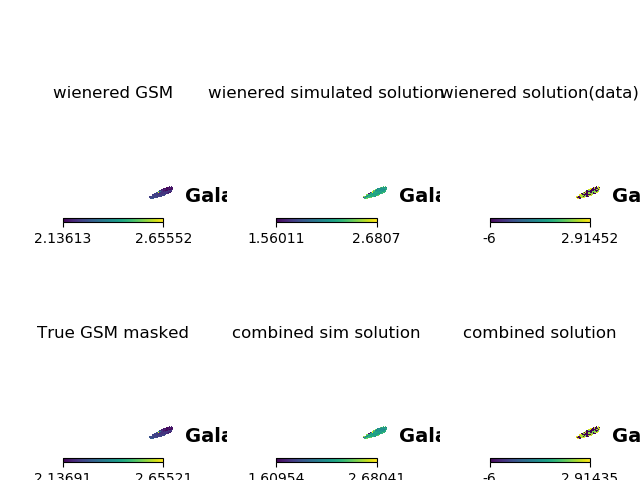 wienered GSM
wienered simulated solution
wienered solution(data)
Gala
Gala
Ga
2.13613 2.65552
1.56011 2.6807
-6 2.91452
True GSM masked
combined sim solution
combined solution
Gala
Gala
Ga
2.13691 2.65521
1.60954 2.68041
-6 2.91435